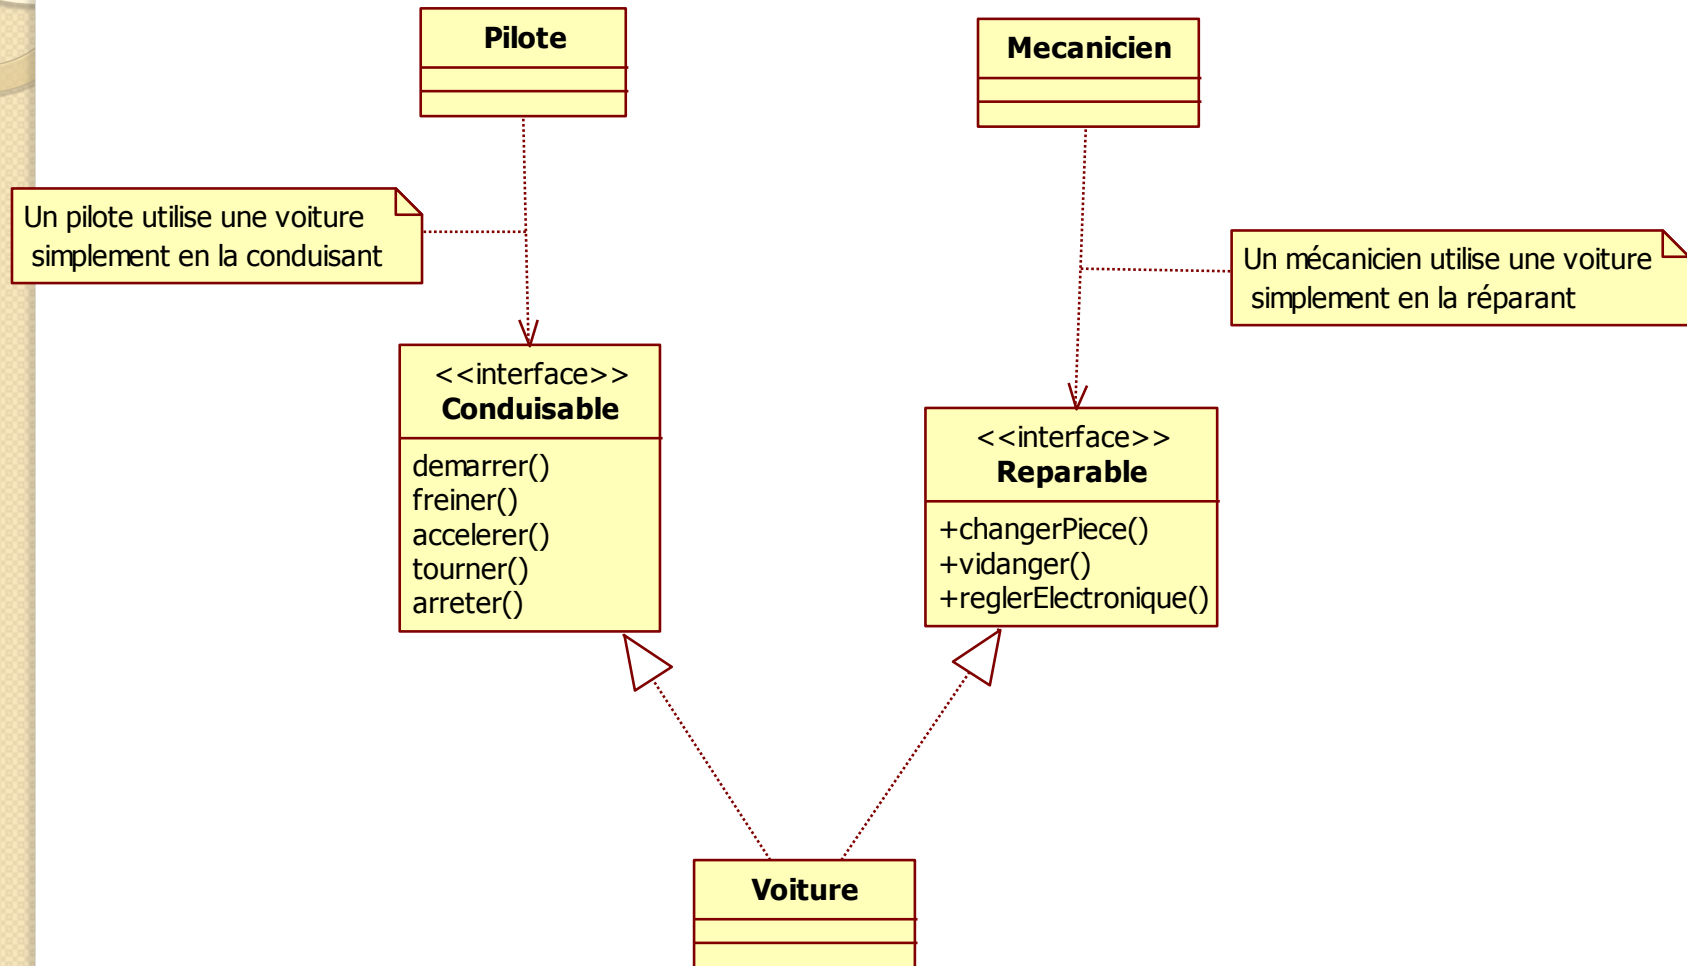 Pilote
Mecanicien
Un pilote utilise une voiture
simplement en la conduisant
Un mécanicien utilise une voiture
simplement en la réparant
<<interface>>
Conduisable
demarrer()
freiner()
accelerer()
tourner()
arreter()
<<interface>>
Reparable
+changerPiece()
+vidanger()
+reglerElectronique()
Voiture